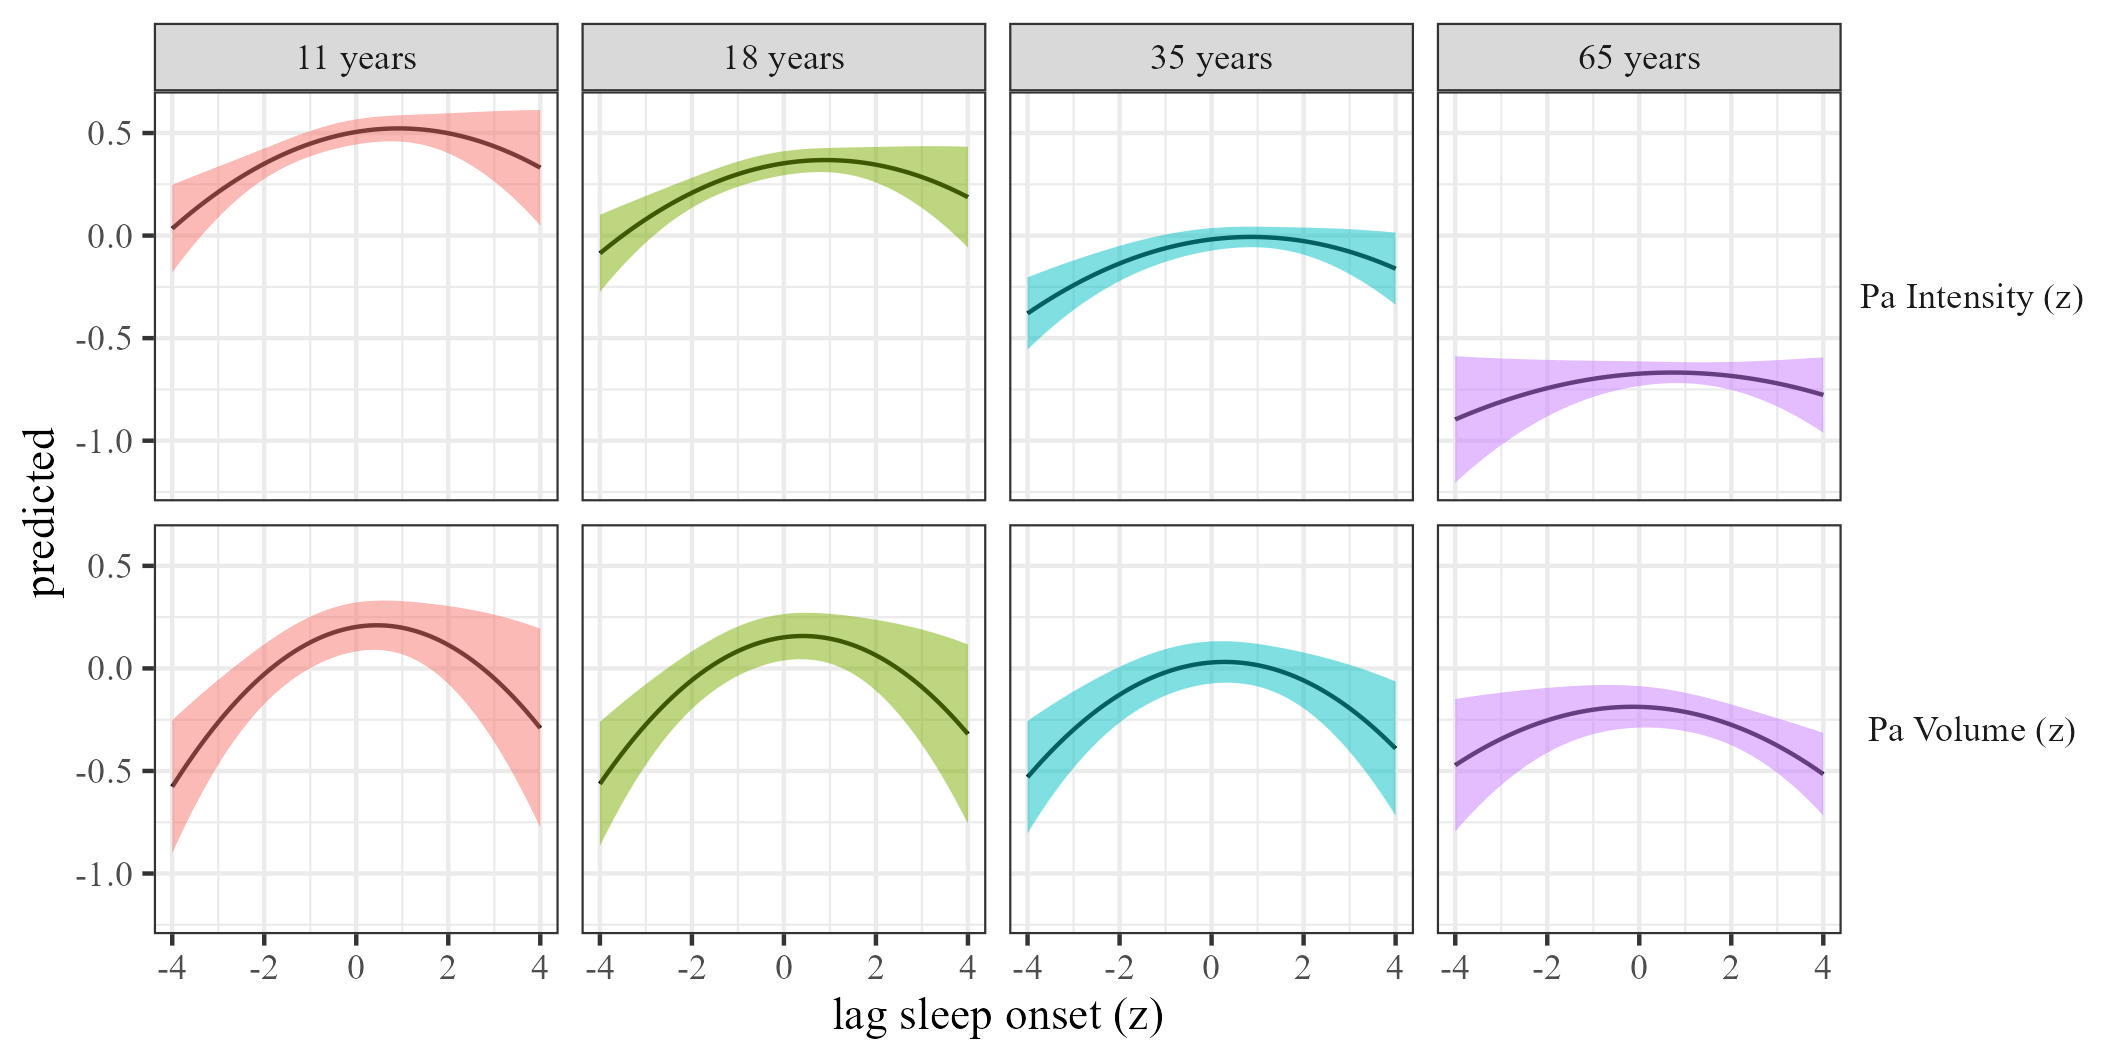 11 years
18 years
35 years
65 years
0.5
0.0
-0.5
-1.0
Pa Intensity (z)
predicted
0.5
0.0
-0.5
-1.0
Pa Volume (z)
-4 -2 0 2 4
-4 -2 0 2 4
-4 -2 0 2 4
-4 -2 0 2 4
lag sleep onset (z)